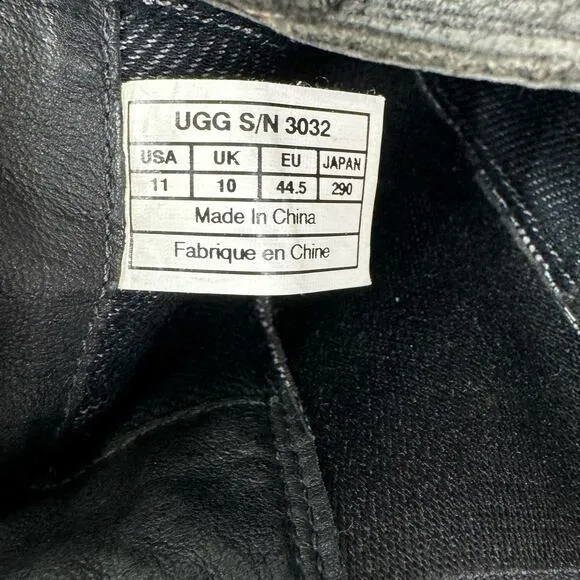 UGG S/N 3032
USA UK EU JAPAN
11 10 44.5 290
Made In China
Fabrique en Chine